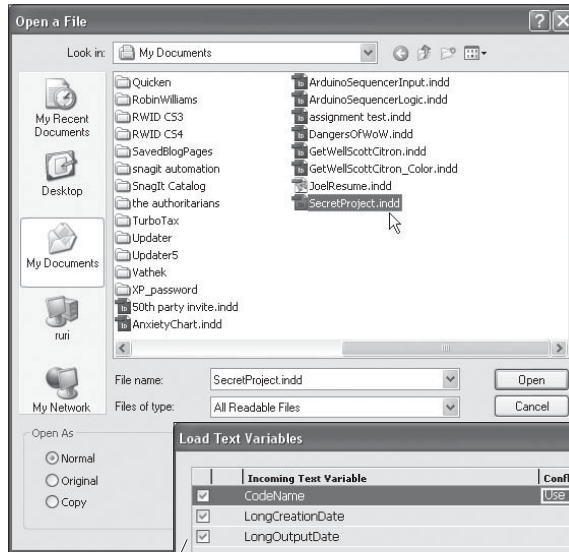 Open a File
Look in: My Documents
My Recent Documents
Desktop
My Documents
ruri
My Network
Quicken
RobinWilliams
RWID CS3
RWID CS4
SavedBlogPages
snagit automation
SnagIt Catalog
the authoritarians
TurboTax
Updater
Updater5
Vathek
XP_password
50th party invite.indd
AnxietyChart.indd
ArduinoSequencerInput.indd
ArduinoSequencerLogic.indd
assignment test.indd
DangersOfWoW.indd
GetWellScottCitron.indd
GetWellScottCitron_Color.indd
JoelResume.indd
SecretProject.indd
File name: SecretProject.indd Open
Files of type: All Readable Files Cancel
Open As
Normal
Original
Copy
Load Text Variables
Incoming Text Variable
CodeName Use
LongCreationDate
LongOutputDate